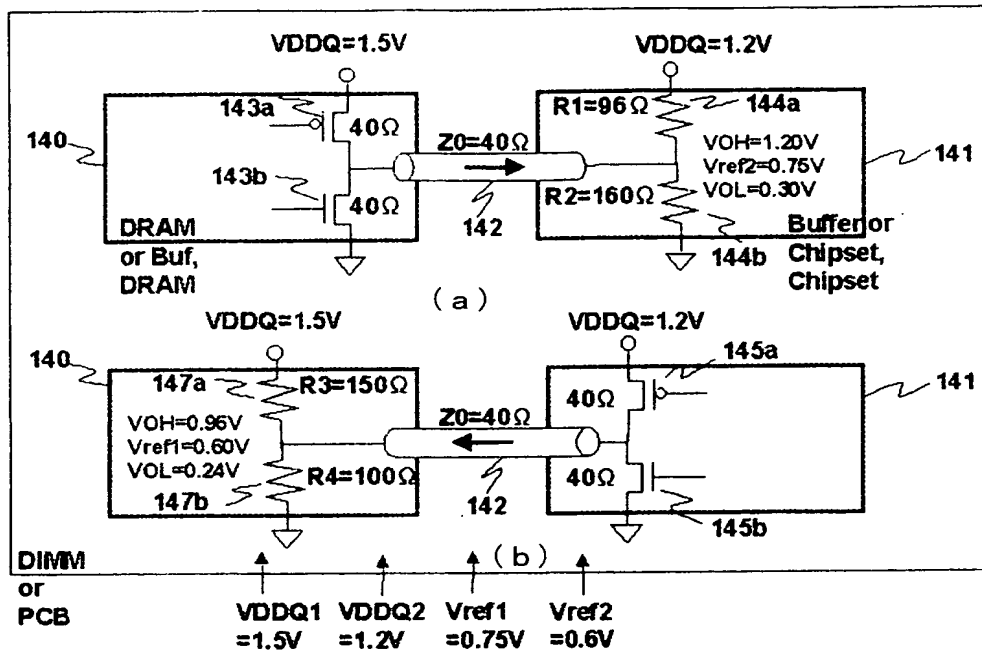 VDDQ=1.5V
VDDQ=1.2V
143a
40Ω
140
Z0=40Ω
R1=96Ω
144a
VOH=1.20V
Vref2=0.75V
VOL=0.30V
141
143b
40Ω
142
R2=160Ω
144b
DRAM
or Buf,
DRAM
Buffer or
Chipset,
Chipset
(a)
VDDQ=1.5V
VDDQ=1.2V
140
147a
R3=150Ω
145a
40Ω
141
VOH=0.96V
Vref1=0.60V
VOL=0.24V
Z0=40Ω
147b
R4=100Ω
142
40Ω
145b
(b)
DIMM
or
PCB
VDDQ1
=1.5V
VDDQ2
=1.2V
Vref1
=0.75V
Vref2
=0.6V